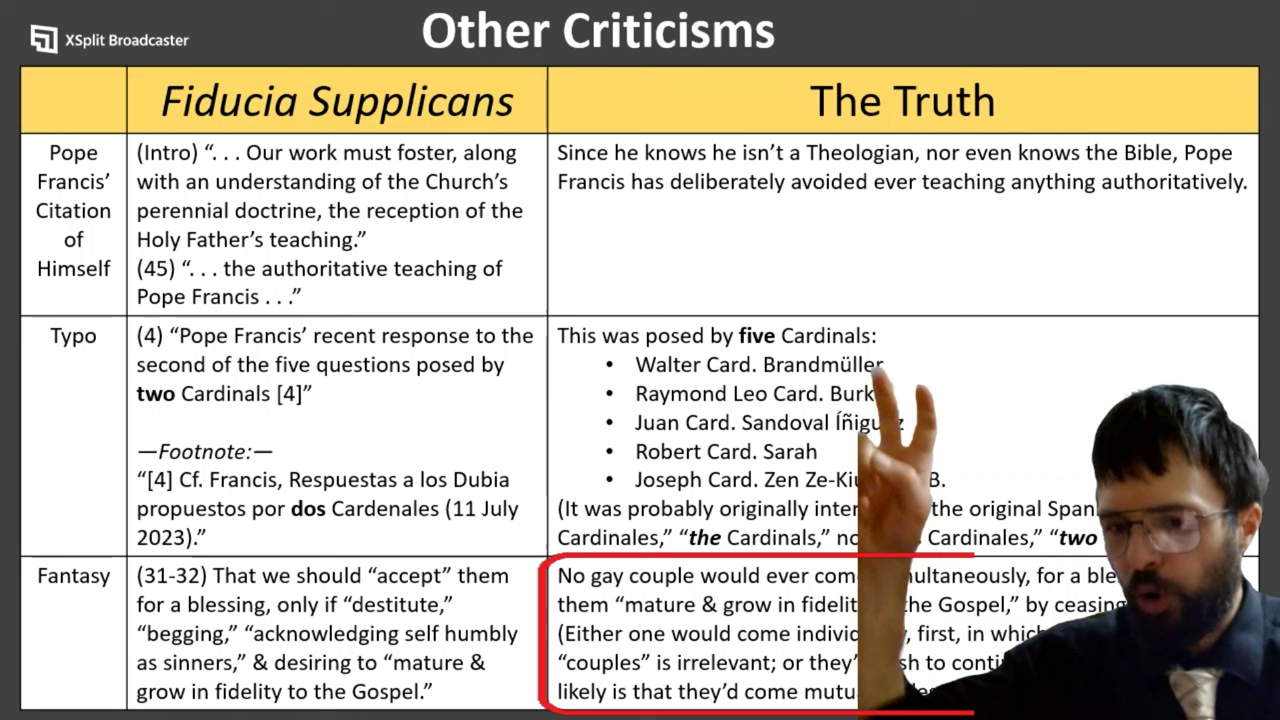 XSplit Broadcaster
Other Criticisms
Fiducia Supplicans
The Truth
Pope
Francis’
Citation
of
Himself
(Intro) “. . . Our work must foster, along
with an understanding of the Church’s
perennial doctrine, the reception of the
Holy Father’s teaching.”
(45) “. . . the authoritative teaching of
Pope Francis . . .”
Since he knows he isn’t a Theologian, nor even knows the Bible, Pope
Francis has deliberately avoided ever teaching anything authoritatively.
Typo
(4) “Pope Francis’ recent response to the
second of the five questions posed by
two Cardinals [4]”
—Footnote:—
“[4] Cf. Francis, Respuestas a los Dubia
propuestos por dos Cardenales (11 July
2023).”
This was posed by five Cardinals:
• Walter Card. Brandmüller
• Raymond Leo Card.
• Juan Card. Sandoval
• Robert Card. Sarah
• Joseph Card. Zen B.
(It was probably originally the original
Cardinales,” “the Cardinals,” Cardinales,” “two
Fantasy
(31-32) That we should “accept” them
for a blessing, only if “destitute,”
“begging,” “acknowledging self humbly
as sinners,” & desiring to “mature &
grow in fidelity to the Gospel.”
No gay couple would ever for a
them “mature & grow in the Gospel,” by ceasing
(Either one would come first, in which
“couples” is irrelevant; or
likely is that they’d come